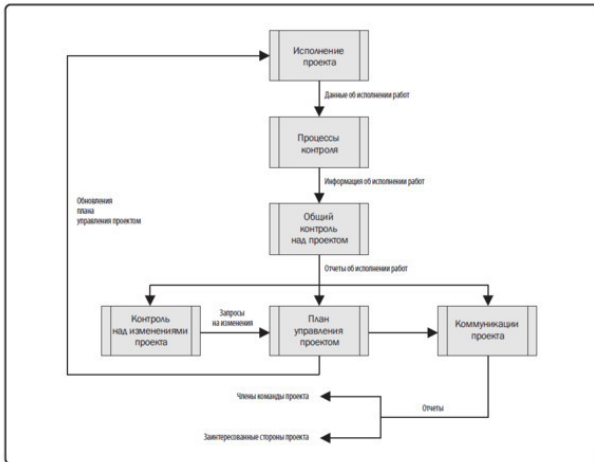 Исполнение
проекта
Данные об исполнении работ
Процессы
контроля
Информация об исполнении работ
Обновления
плана
управления проектом
Общий
контроль
над проектом
Отчеты об исполнении работ
Контроль
над изменениями
проекта
Запросы
на изменения
План
управления
проектом
Коммуникации
проекта
Члены команды проекта
Отчеты
Заинтересованные стороны проекта